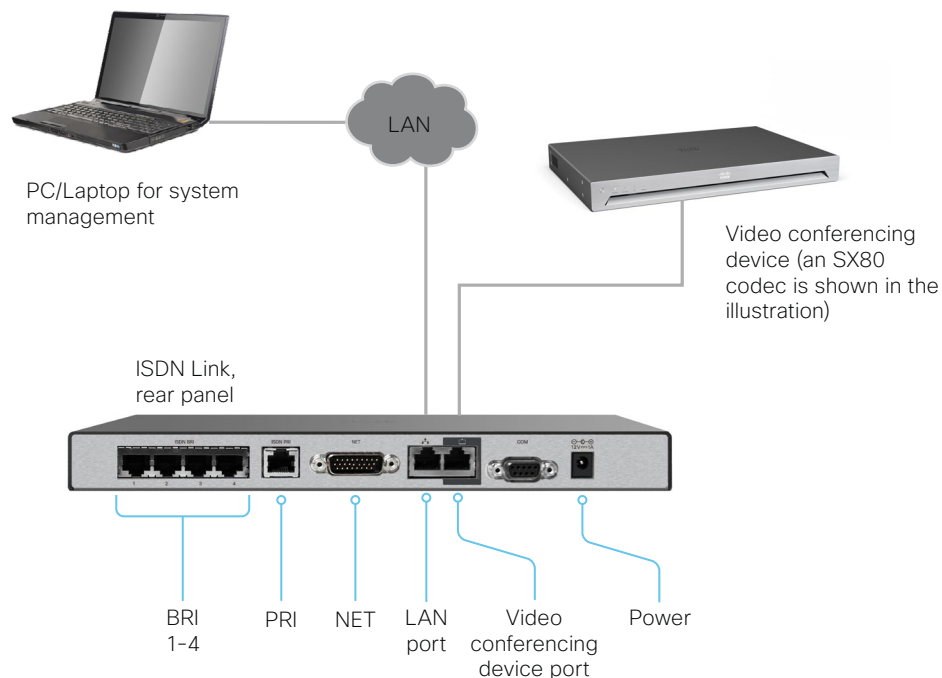 LAN
PC/Laptop for system
management
Video conferencing
device (an SX80
codec is shown in the
illustration)
ISDN Link,
rear panel
ISDN BRI
ISDN PRI
NET
COM
12V 1A
1 2 3 4
BRI
1-4
PRI
NET
LAN
port
Video
conferencing
device port
Power